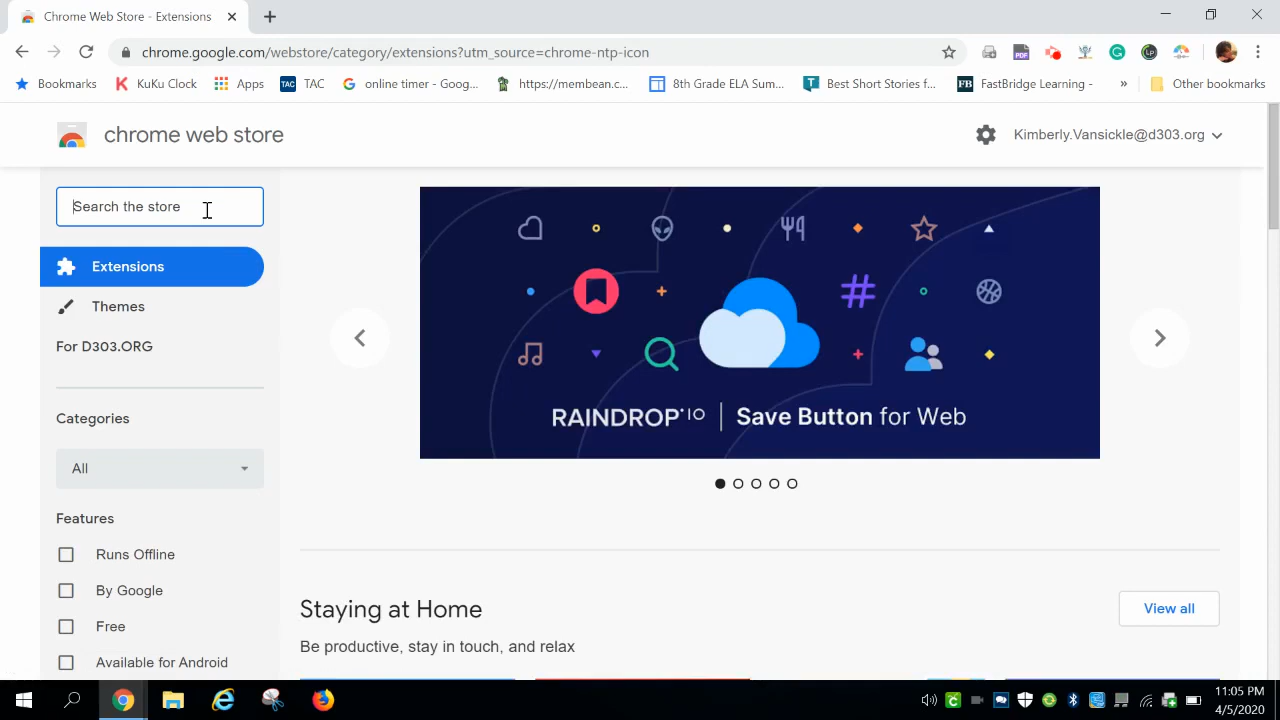 Chrome Web Store - Extensions
chrome.google.com/webstore/category/extensions?utm_source=chrome-ntp-icon
PDF
LP
Bookmarks
KuKu Clock
Apps
TAC TAC
online timer - Goog...
https://membean.c...
8th Grade ELA Sum...
Best Short Stories f...
FB FastBridge Learning -
»
Other bookmarks
chrome web store
Kimberly.Vansickle@d303.org
Search the store
Extensions
Themes
For D303.ORG
Categories
All
Features
Runs Offline
By Google
Free
Available for Android
RAINDROP.IO | Save Button for Web
Staying at Home
View all
Be productive, stay in touch, and relax
11:05 PM
4/5/2020